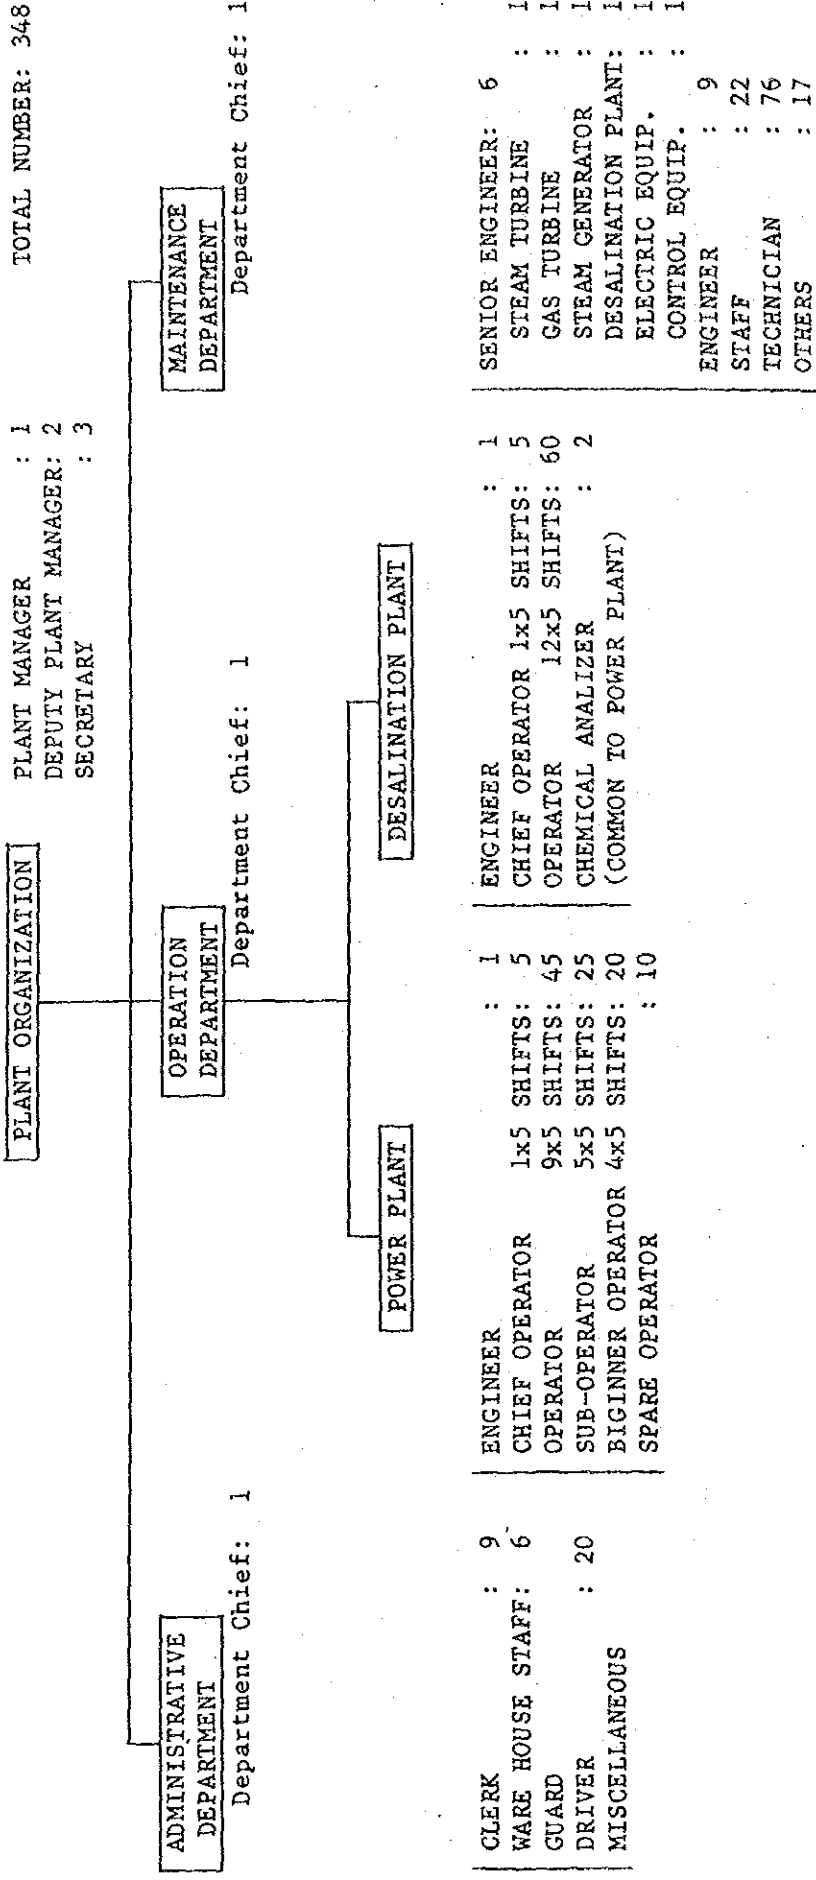 PLANT ORGANIZATION
PLANT MANAGER : 1
DEPUTY PLANT MANAGER: 2
SECRETARY : 3
TOTAL NUMBER: 348
ADMINISTRATIVE
DEPARTMENT
Department Chief: 1
OPERATION
DEPARTMENT
Department Chief: 1
MAINTENANCE
DEPARTMENT
Department Chief: 1
POWER PLANT
DESALINATION PLANT
CLERK : 9
WARE HOUSE STAFF: 6
GUARD
DRIVER : 20
MISCELLANEOUS
ENGINEER : 1
CHIEF OPERATOR 1x5 SHIFTS: 5
OPERATOR 9x5 SHIFTS: 45
SUB-OPERATOR 5x5 SHIFTS: 25
BIGINNER OPERATOR 4x5 SHIFTS: 20
SPARE OPERATOR : 10
ENGINEER : 1
CHIEF OPERATOR 1x5 SHIFTS: 5
OPERATOR 12x5 SHIFTS: 60
CHEMICAL ANALIZER : 2
(COMMON TO POWER PLANT)
SENIOR ENGINEER: 6
STEAM TURBINE : 1
GAS TURBINE : 1
STEAM GENERATOR : 1
DESALINATION PLANT: 1
ELECTRIC EQUIP. : 1
CONTROL EQUIP. : 1
ENGINEER : 9
STAFF : 22
TECHNICIAN : 76
OTHERS : 17